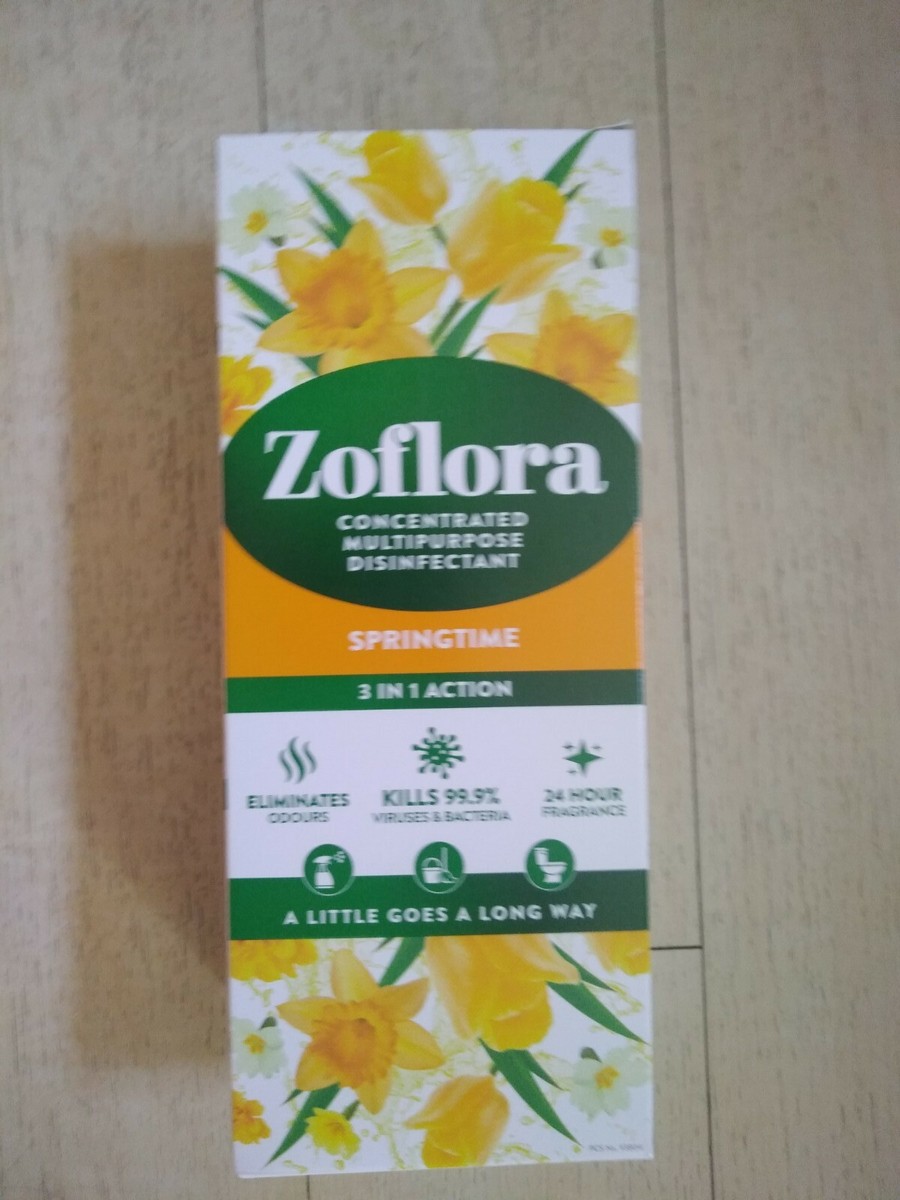 Zoflora
CONCENTRATED
MULTIPURPOSE
DISINFECTANT
SPRINGTIME
3 IN 1 ACTION
ELIMINATES
ODOURS
KILLS 99.9%
VIRUSES & BACTERIA
24 HOUR
FRAGRANCE
A LITTLE GOES A LONG WAY